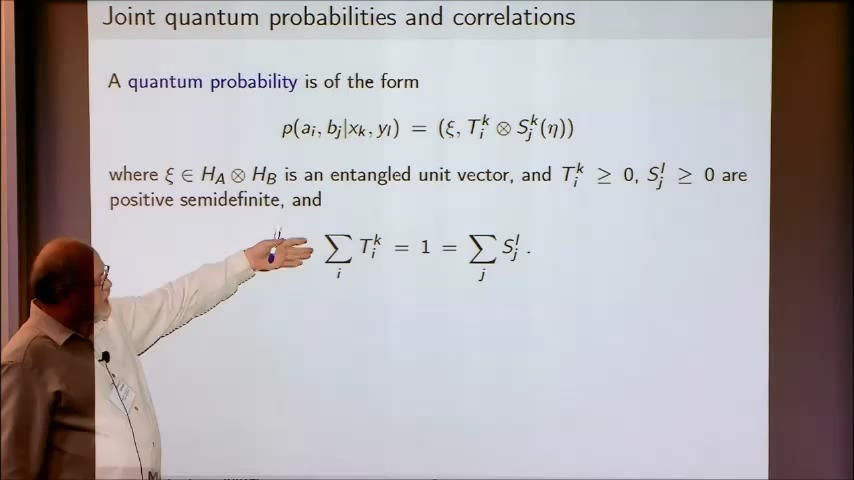 Joint quantum probabilities and correlations
A quantum probability is of the form
p(a_i, b_j|x_k, y_l) = (ξ, T_i^k ⊗ S_j^k(η))
where ξ ∈ H_A ⊗ H_B is an entangled unit vector, and T_i^k ≥ 0, S_j^l ≥ 0 are
positive semidefinite, and
∑_i T_i^k = 1 = ∑_j S_j^l .